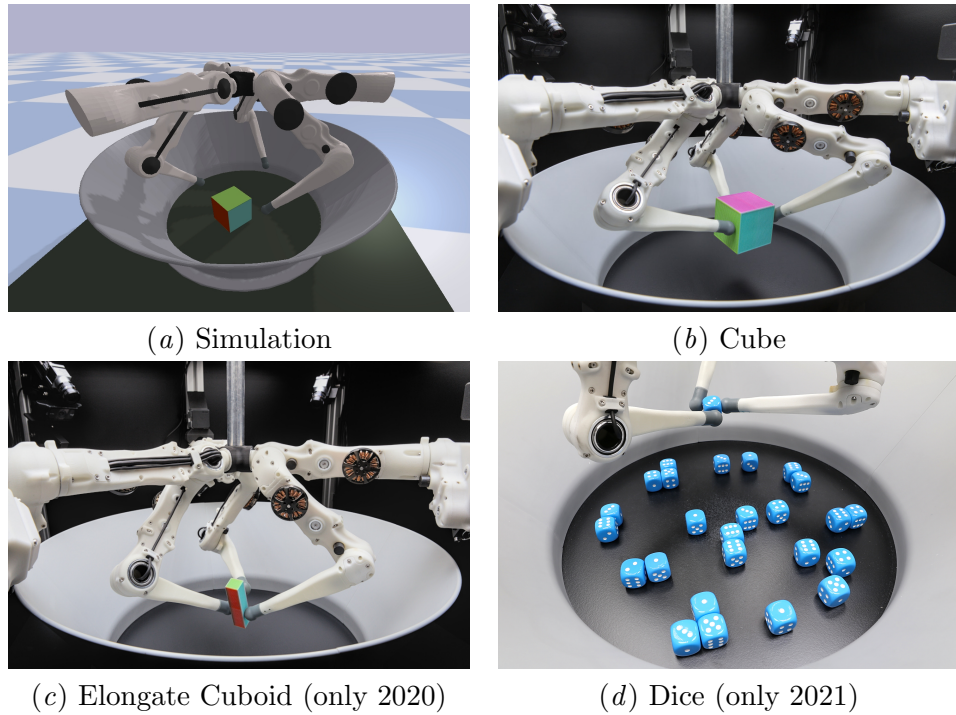 (a) Simulation
(b) Cube
(c) Elongate Cuboid (only 2020)
(d) Dice (only 2021)